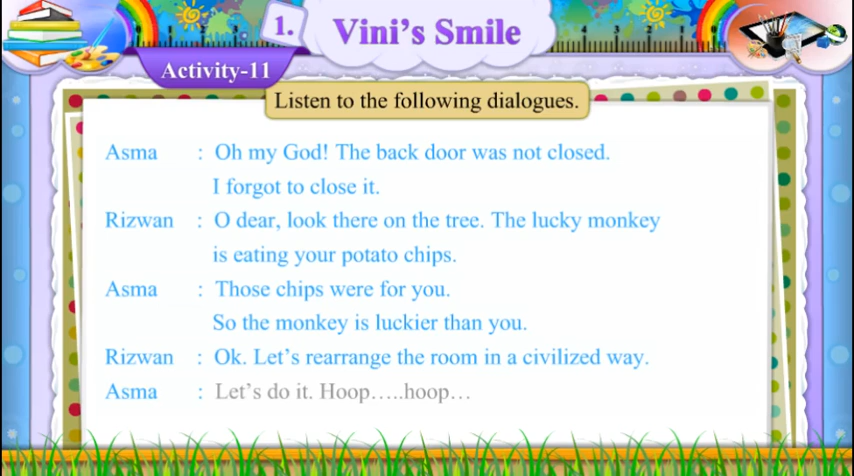 1.
Vini's Smile
Activity-11
Listen to the following dialogues.
Asma : Oh my God! The back door was not closed.
I forgot to close it.
Rizwan : O dear, look there on the tree. The lucky monkey
is eating your potato chips.
Asma : Those chips were for you.
So the monkey is luckier than you.
Rizwan : Ok. Let's rearrange the room in a civilized way.
Asma : Let's do it. Hoop.....hoop...